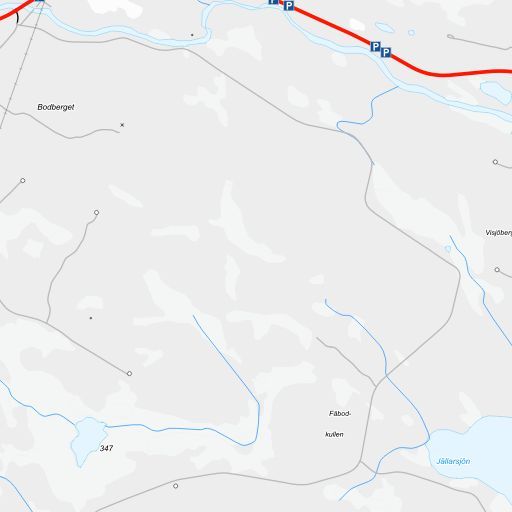 P
P
P
P
Bodberget
Visjöberg
Fäbod-
kullen
347
Jällarsjön